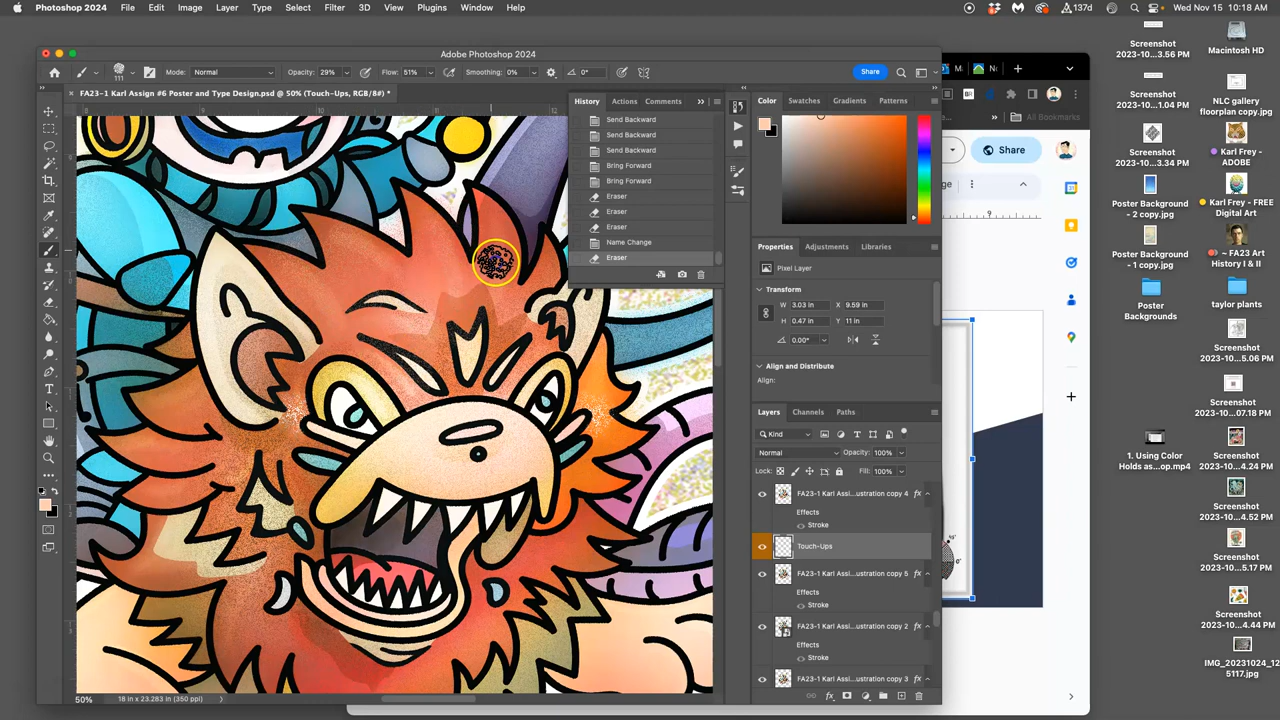 Photoshop 2024 File Edit Image Layer Type Select Filter 3D View Plugins Window Help 137d Wed Nov 15 10:18 AM
Adobe Photoshop 2024
111 Mode: Normal Opacity: 29% Flow: 51% Smoothing: 0% 0° Share
FA23-1 Karl Assign #6 Poster and Type Design.psd @ 50% (Touch-Ups, RGB/8#) *
History Actions Comments
Send Backward
Send Backward
Send Backward
Bring Forward
Bring Forward
Eraser
Eraser
Eraser
Name Change
Eraser
Color Swatches Gradients Patterns
Properties Adjustments Libraries
Pixel Layer
Transform
W: 3.03 in X: 9.59 in
H: 0.47 in Y: 11 in
0.00°
Align and Distribute
Align:
Layers Channels Paths
Kind
Normal Opacity: 100%
Lock: Fill: 100%
FA23-1 Karl Assi...ustration copy 4 fx
Effects
Stroke
Touch-Ups
FA23-1 Karl Assi...ustration copy 5 fx
Effects
Stroke
FA23-1 Karl Assi...ustration copy 2 fx
Effects
Stroke
FA23-1 Karl Assi...ustration copy 3 fx
50% 18 in x 23.283 in (350 ppi)
All Bookmarks
Share
Screenshot
2023-10...3.56 PM
Macintosh HD
Screenshot
2023-10...1.04 PM
NLC gallery
floorplan copy.jpg
Screenshot
2023-10...3.34 PM
Karl Frey -
ADOBE
Poster Background
- 2 copy.jpg
Karl Frey - FREE
Digital Art
Poster Background
copy.jpg
~ FA23 Art
History I & II
Poster
Backgrounds
taylor plants
Screenshot
2023-10...5.06 PM
Screenshot
2023-10...07.18 PM
1. Using Color
Holds as...op.mp4
Screenshot
2023-10...4.24 PM
Screenshot
2023-10...4.52 PM
Screenshot
2023-10...5.17 PM
Screenshot
2023-10...4.44 PM
IMG_20231024_12
5117.jpg